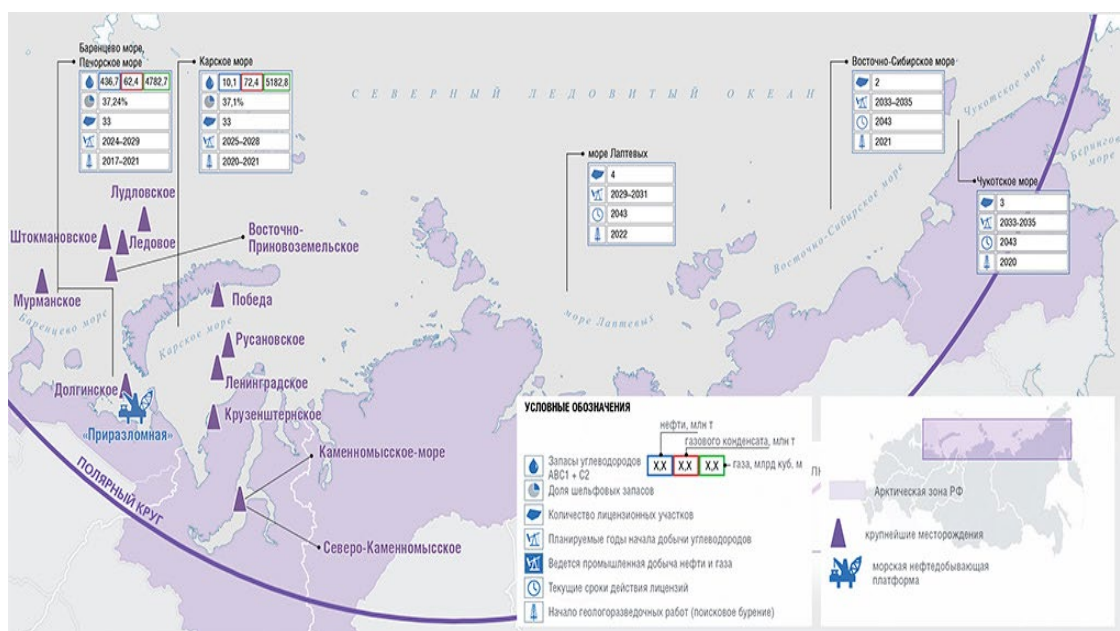 Баренцево море,
Печорское море
436,7 62,4 4782,7
37,24%
33
2024–2029
2017–2021
Карское море
10,1 72,4 5182,8
37,1%
33
2025–2028
2020–2021
СЕВЕРНЫЙ ЛЕДОВИТЫЙ ОКЕАН
Восточно-Сибирское море
2
2033–2035
2043
2021
Чукотское море
Берингово
море
море Лаптевых
4
2029–2031
2043
2022
Чукотское море
3
2033-2035
2043
2020
Восточно-Сибирское море
море Лаптевых
Лудловское
Штокмановское
Ледовое
Восточно-
Приновоземельское
Мурманское
Победа
Баренцево море
Карское море
Русановское
Ленинградское
Долгинское
«Приразломная»
Крузенштернское
Каменномысское-море
Северо-Каменномысское
ПОЛЯРНЫЙ КРУГ
УСЛОВНЫЕ ОБОЗНАЧЕНИЯ
нефти, млн т
газового конденсата, млн т
Х,Х Х,Х Х,Х газа, млрд куб. м
Запасы углеводородов
АВС1 + С2
Доля шельфовых запасов
Количество лицензионных участков
Планируемые годы начала добычи углеводородов
Ведется промышленная добыча нефти и газа
Текущие сроки действия лицензий
Начало геологоразведочных работ (поисковое бурение)
Арктическая зона РФ
крупнейшие месторождения
морская нефтедобывающая
платформа